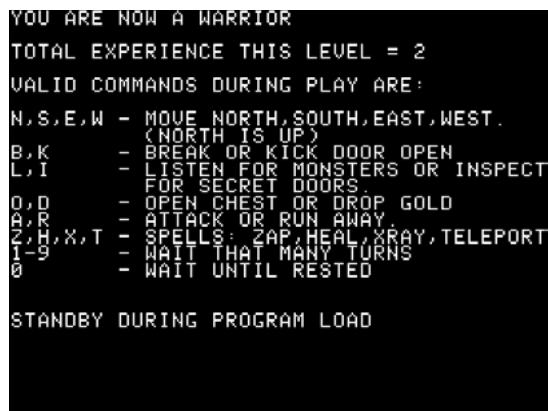 YOU ARE NOW A WARRIOR
TOTAL EXPERIENCE THIS LEVEL = 2
VALID COMMANDS DURING PLAY ARE:
N,S,E,W - MOVE NORTH,SOUTH,EAST,WEST.
(NORTH IS UP)
B,K - BREAK OR KICK DOOR OPEN
L,I - LISTEN FOR MONSTERS OR INSPECT
FOR SECRET DOORS.
O,D - OPEN CHEST OR DROP GOLD
A,R - ATTACK OR RUN AWAY.
Z,H,X,T - SPELLS: ZAP,HEAL,XRAY,TELEPORT
1-9 - WAIT THAT MANY TURNS
0 - WAIT UNTIL RESTED
STANDBY DURING PROGRAM LOAD